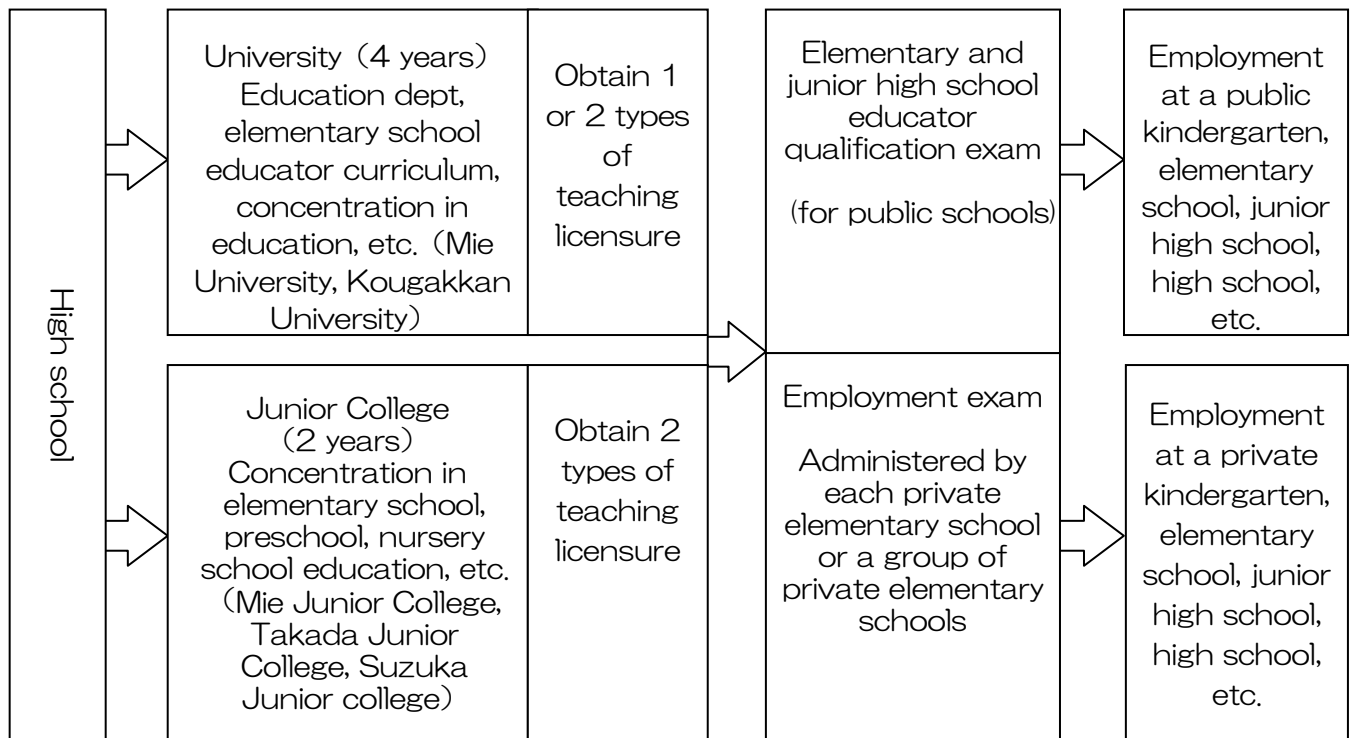 High school
University（4 years）
Education dept,
elementary school
educator curriculum,
concentration in
education, etc.（Mie
University, Kougakkan
University）
Obtain 1
or 2 types
of
teaching
licensure
Junior College
（2 years）
Concentration in
elementary school,
preschool, nursery
school education, etc.
（Mie Junior College,
Takada Junior
College, Suzuka
Junior college）
Obtain 2
types of
teaching
licensure
Elementary and
junior high school
educator
qualification exam
(for public schools)
Employment exam
Administered by
each private
elementary school
or a group of
private elementary
schools
Employment
at a public
kindergarten,
elementary
school, junior
high school,
high school,
etc.
Employment
at a private
kindergarten,
elementary
school, junior
high school,
high school,
etc.